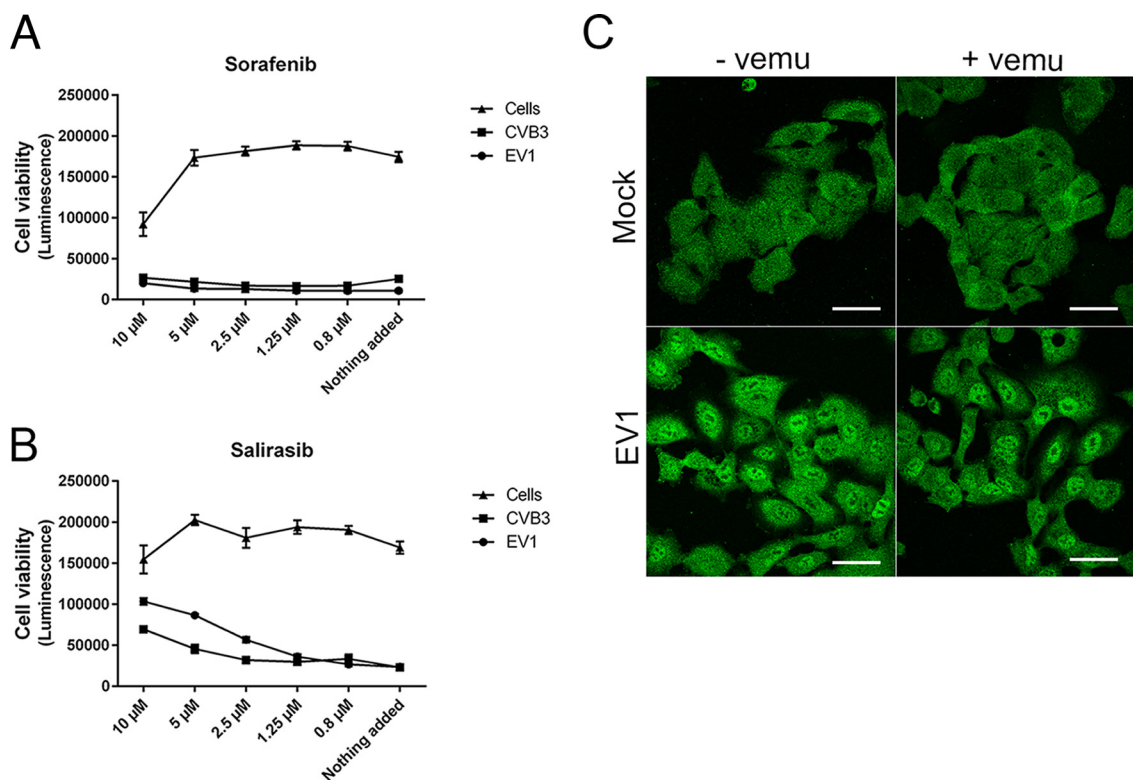 A
Sorafenib
Cell viability
(Luminescence)
250000
200000
150000
100000
50000
0
10 µM
5 µM
2.5 µM
1.25 µM
0.8 µM
Nothing added
Cells
CVB3
EV1
B
Salirasib
Cell viability
(Luminescence)
250000
200000
150000
100000
50000
0
10 µM
5 µM
2.5 µM
1.25 µM
0.8 µM
Nothing added
Cells
CVB3
EV1
C
- vemu
+ vemu
Mock
EV1